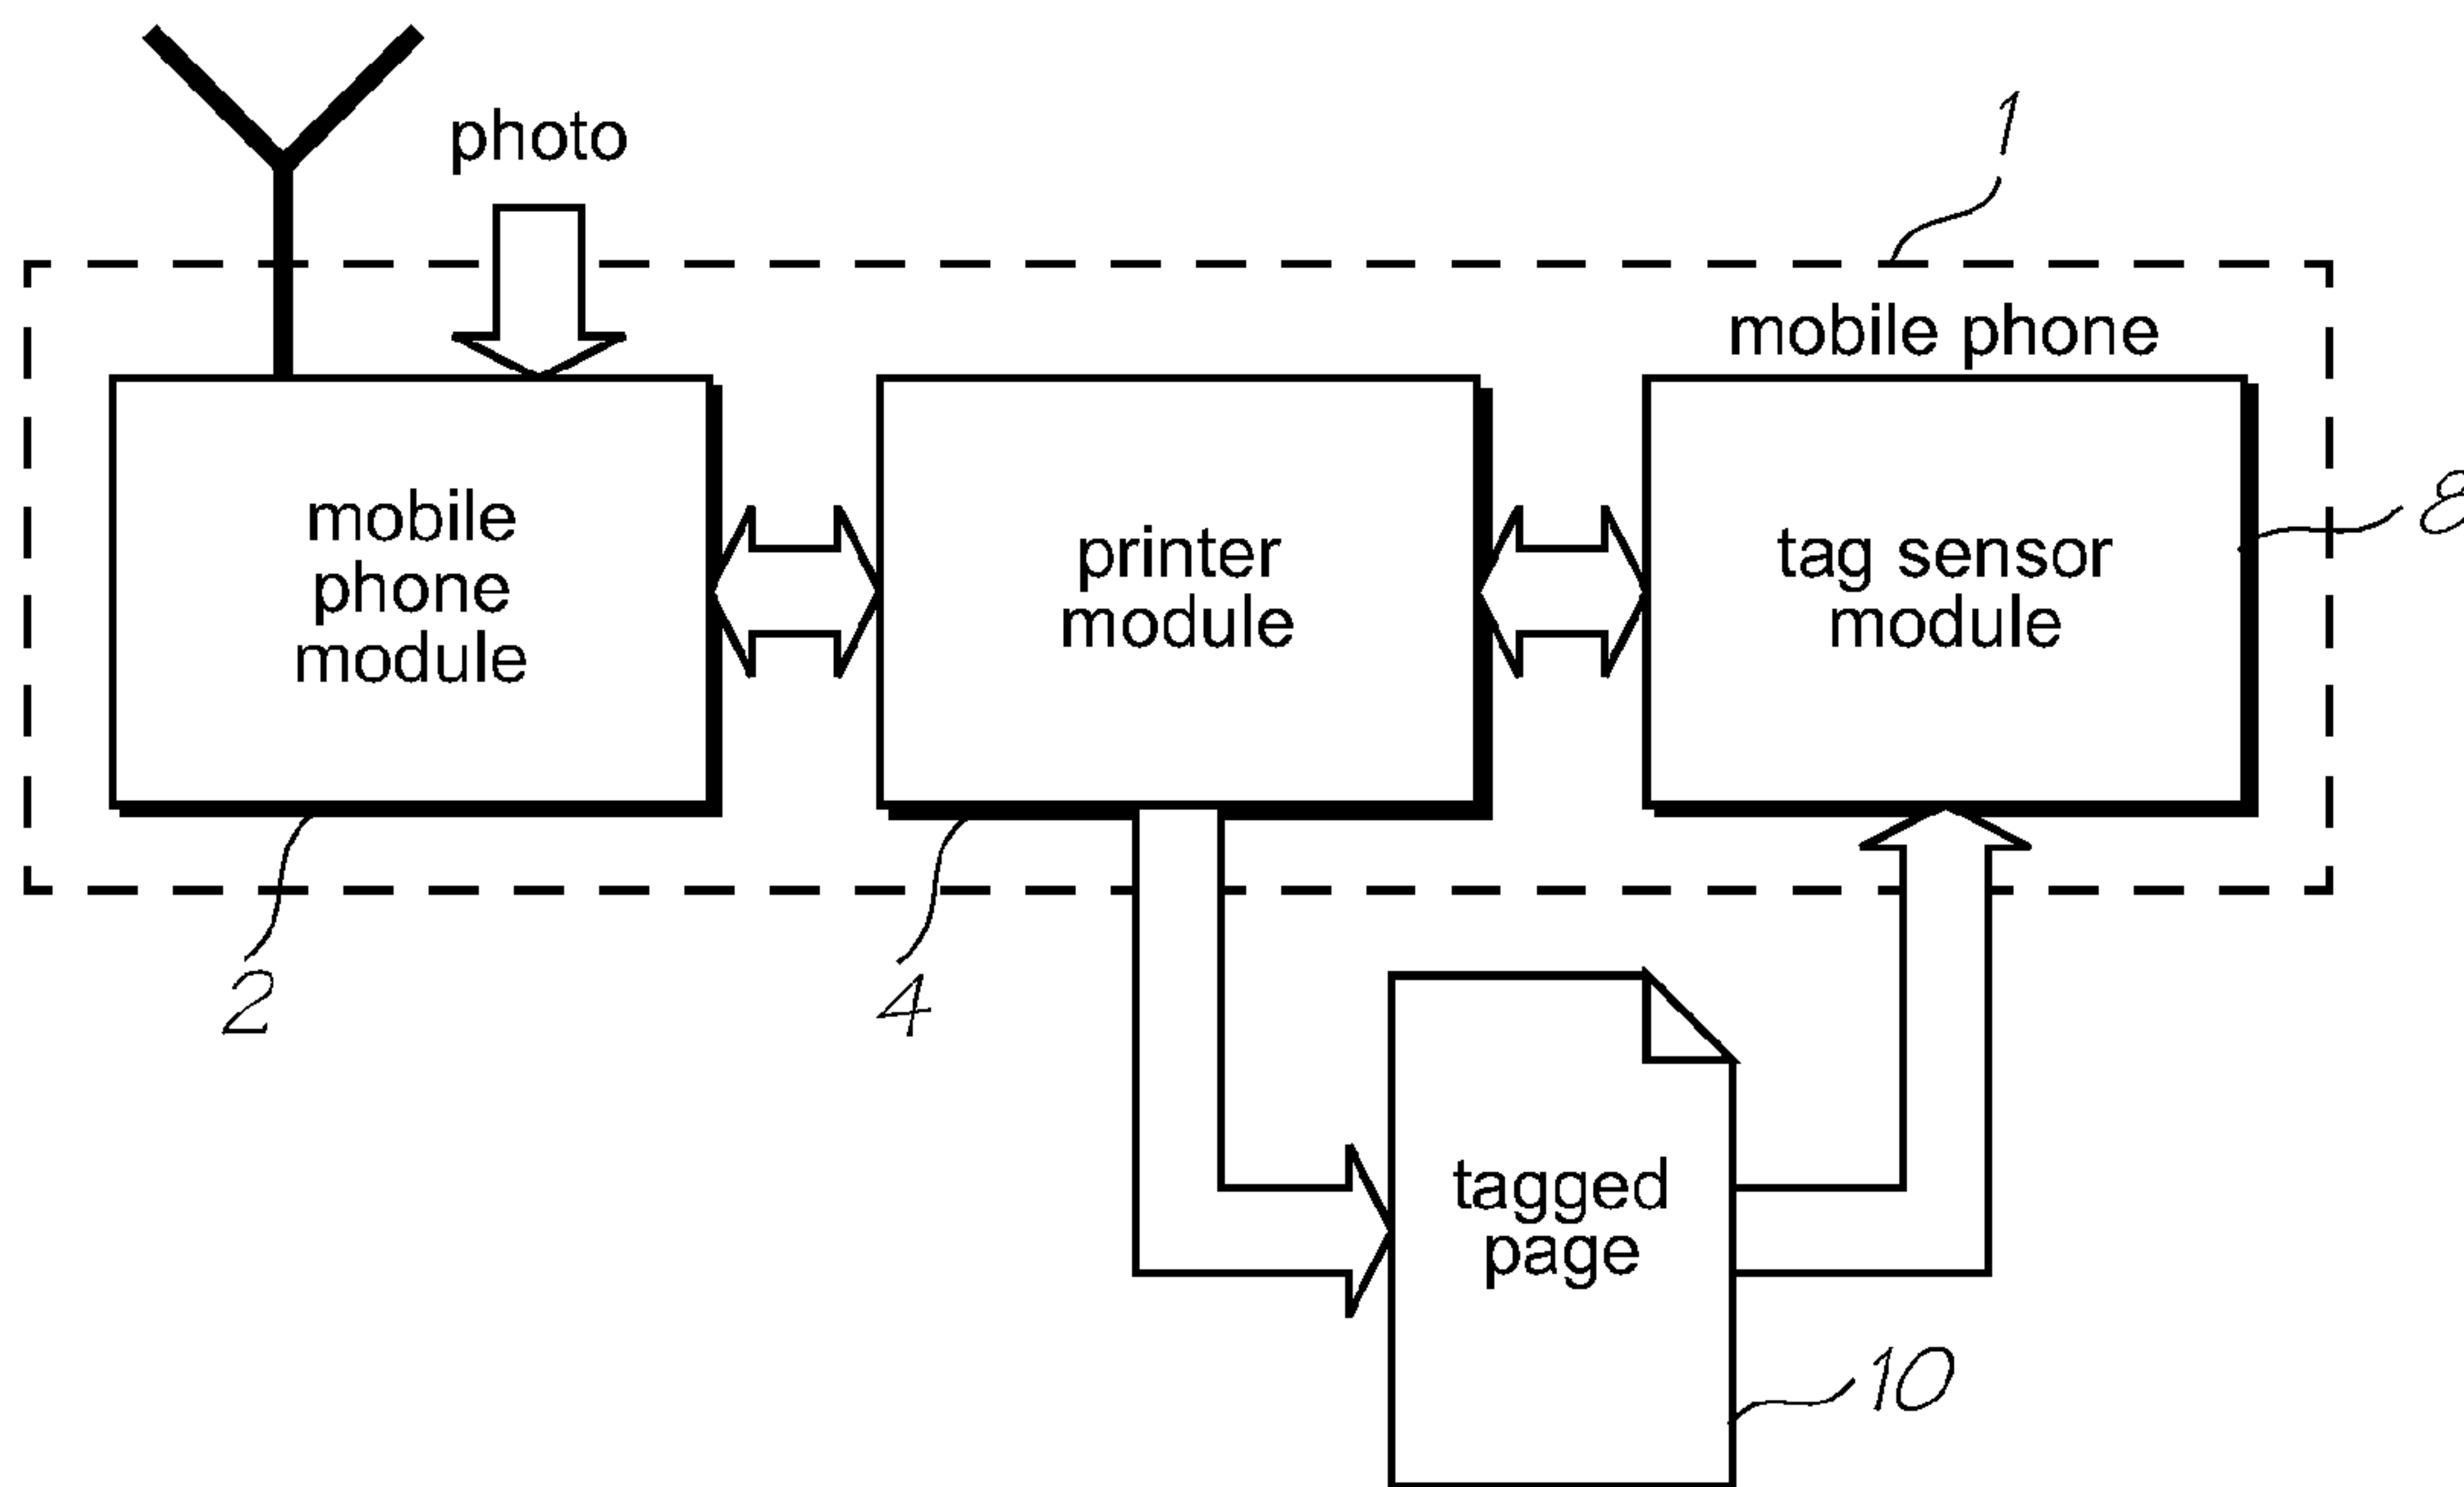 photo
1
mobile phone
mobile
phone
module
printer
module
tag sensor
module
8
2
4
tagged
page
10